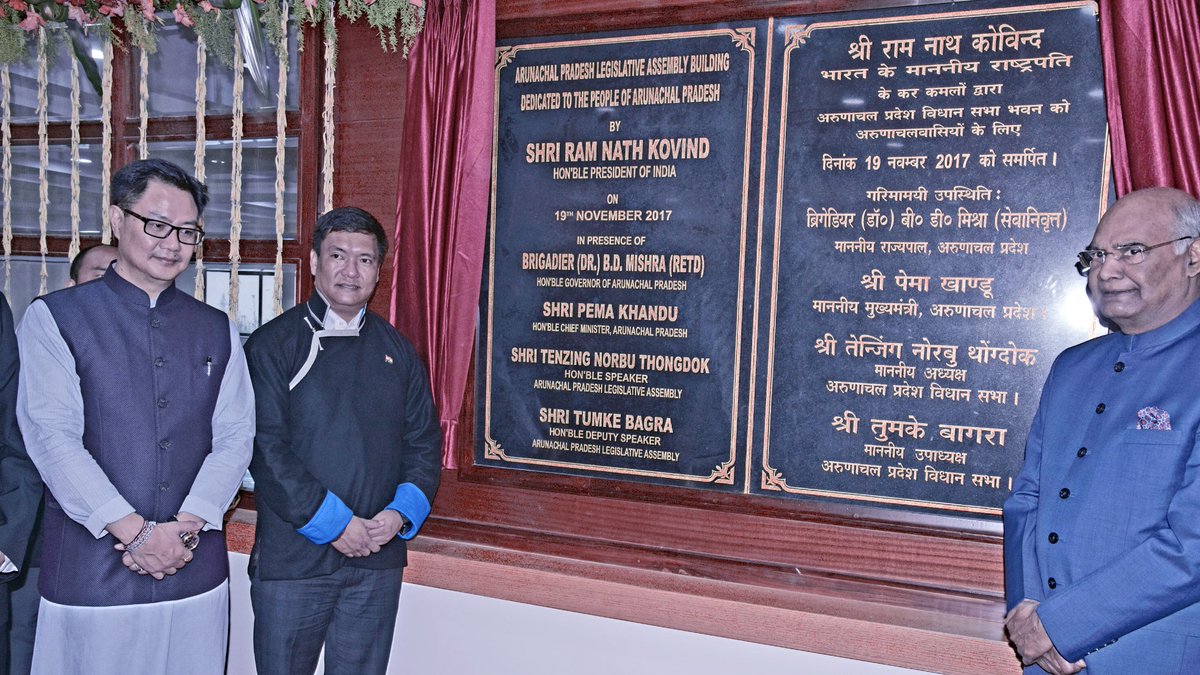 ARUNACHAL PRADESH LEGISLATIVE ASSEMBLY BUILDING
DEDICATED TO THE PEOPLE OF ARUNACHAL PRADESH
BY
SHRI RAM NATH KOVIND
HON'BLE PRESIDENT OF INDIA
ON
19TH NOVEMBER 2017
IN PRESENCE OF
BRIGADIER (DR.) B.D. MISHRA (RETD)
HON'BLE GOVERNOR OF ARUNACHAL PRADESH
SHRI PEMA KHANDU
HON'BLE CHIEF MINISTER, ARUNACHAL PRADESH
SHRI TENZING NORBU THONGDOK
HON'BLE SPEAKER
ARUNACHAL PRADESH LEGISLATIVE ASSEMBLY
SHRI TUMKE BAGRA
HON'BLE DEPUTY SPEAKER
ARUNACHAL PRADESH LEGISLATIVE ASSEMBLY
श्री राम नाथ कोविन्द
भारत के माननीय राष्ट्रपति
के कर कमलों द्वारा
अरुणाचल प्रदेश विधान सभा भवन को
अरुणाचलवासियों के लिए
दिनांक 19 नवम्बर 2017 को समर्पित।
गरिमामयी उपस्थिति :
ब्रिगेडियर (डॉ०) बी० डी० मिश्रा (सेवानिवृत्त)
माननीय राज्यपाल, अरुणाचल प्रदेश
श्री पेमा खाण्डू
माननीय मुख्यमंत्री, अरुणाचल प्रदेश।
श्री तेन्जिंग नोरबु थोंग्दोक
माननीय अध्यक्ष
अरुणाचल प्रदेश विधान सभा।
श्री तुमके बागरा
माननीय उपाध्यक्ष
अरुणाचल प्रदेश विधान सभा।